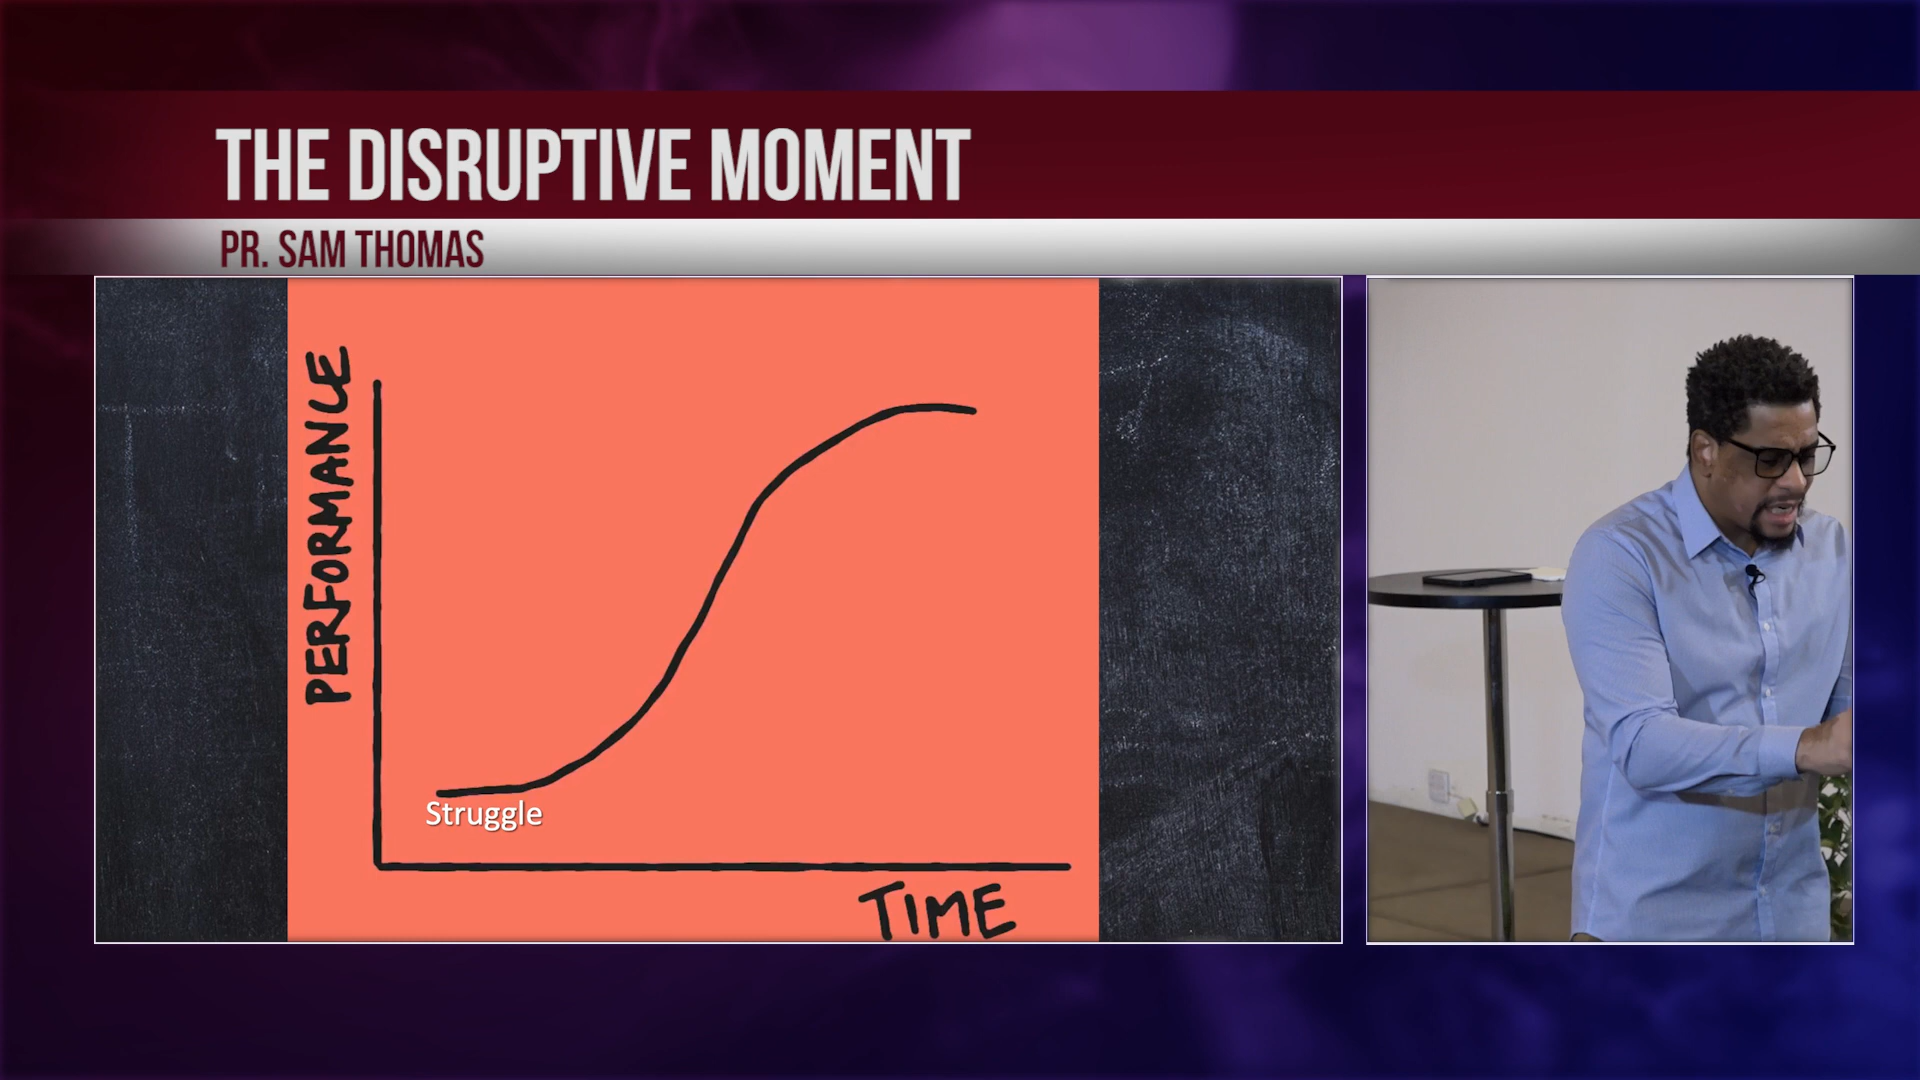 THE DISRUPTIVE MOMENT
PR. SAM THOMAS
PERFORMANCE
Struggle
TIME